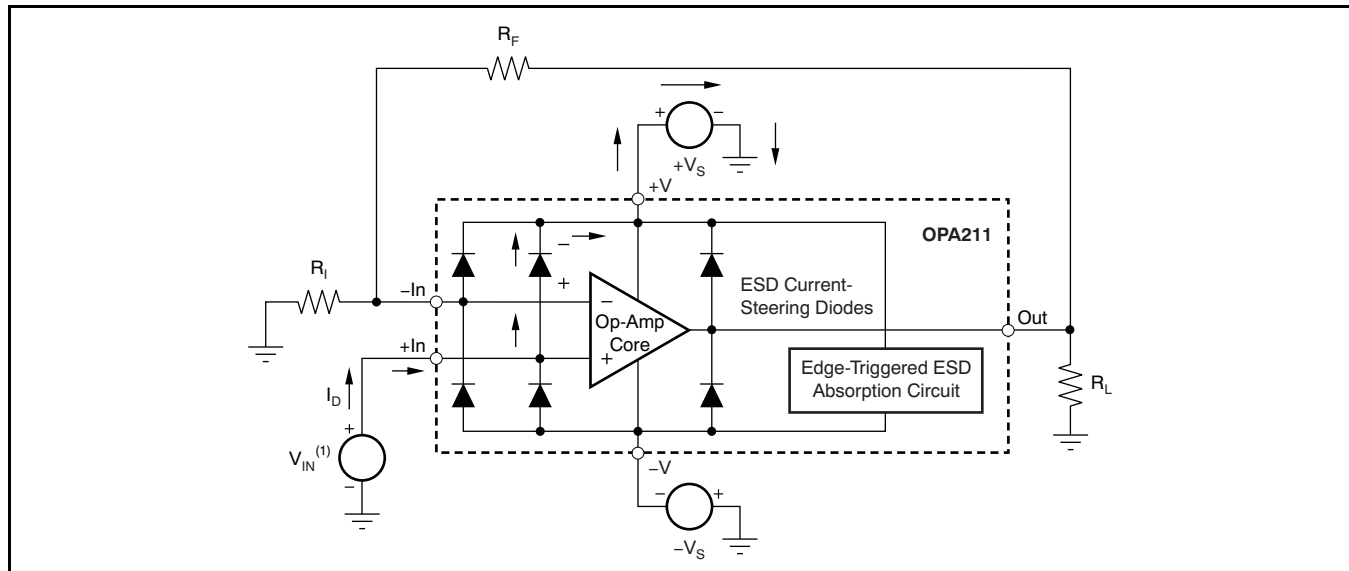 R_F
+ −
+V_S
+V
OPA211
−
+
R_I
−In
−
ESD Current-
Steering Diodes
Op-Amp
Core
Out
+In
+
Edge-Triggered ESD
Absorption Circuit
R_L
I_D
+
V_IN^(1)
−
−V
− +
−V_S